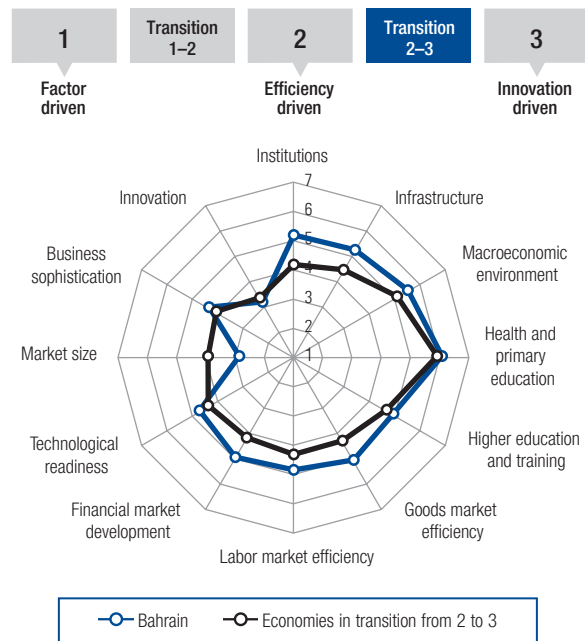 1
Transition
1–2
2
Transition
2–3
3
Factor
driven
Efficiency
driven
Innovation
driven
Institutions
7
Innovation
6
Infrastructure
5
Business
sophistication
4
Macroeconomic
environment
3
2
Market size
1
Health and
primary
education
Technological
readiness
Higher education
and training
Financial market
development
Goods market
efficiency
Labor market efficiency
Bahrain
Economies in transition from 2 to 3